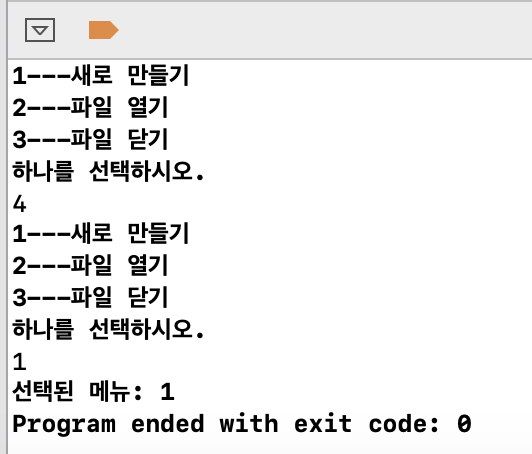 1---새로 만들기
2---파일 열기
3---파일 닫기
하나를 선택하시오.
4
1---새로 만들기
2---파일 열기
3---파일 닫기
하나를 선택하시오.
1
선택된 메뉴: 1
Program ended with exit code: 0